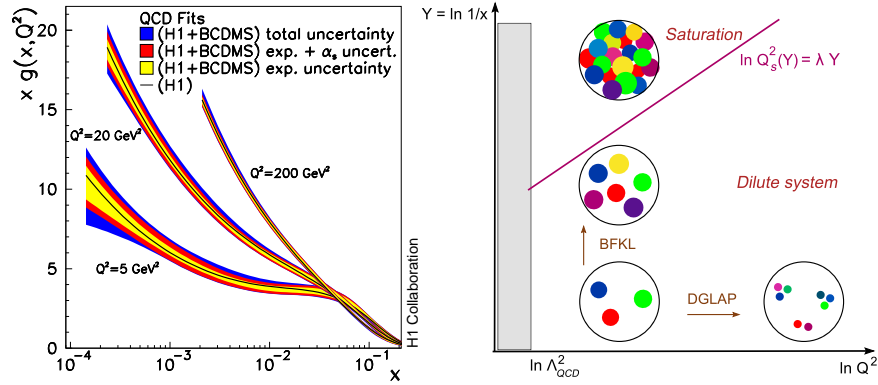 QCD Fits
(H1+BCDMS) total uncertainty
(H1+BCDMS) exp. + αs uncert.
(H1+BCDMS) exp. uncertainty
(H1)
x g(x,Q²)
20
15
10
5
0
Q²=20 GeV²
Q²=200 GeV²
Q²=5 GeV²
10⁻⁴
10⁻³
10⁻²
10⁻¹
x
H1 Collaboration
Y = ln 1/x
Saturation
ln Qs²(Y) = λ Y
Dilute system
BFKL
DGLAP
ln Λ²QCD
ln Q²